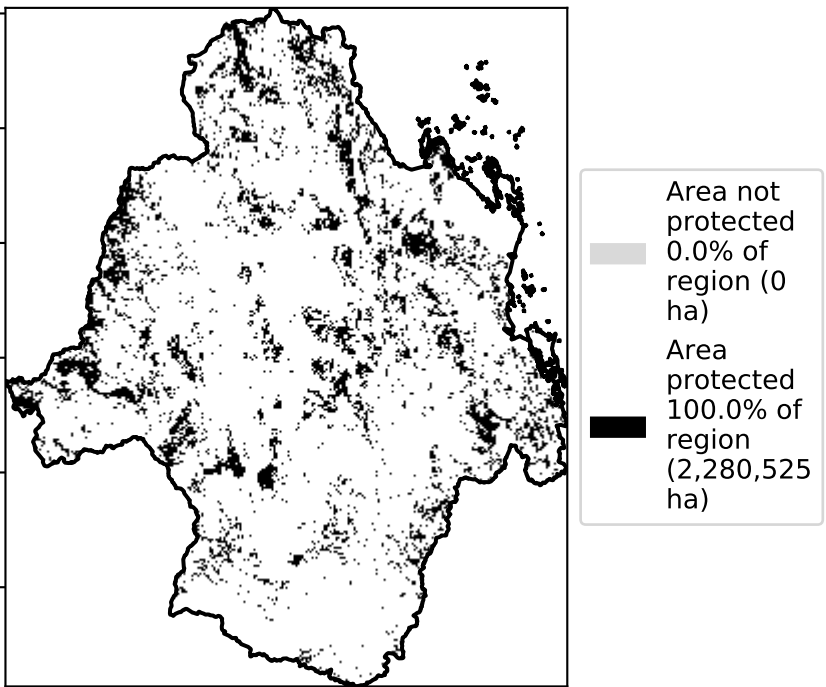 Area not
protected
0.0% of
region (0
ha)
Area
protected
100.0% of
region
(2,280,525
ha)